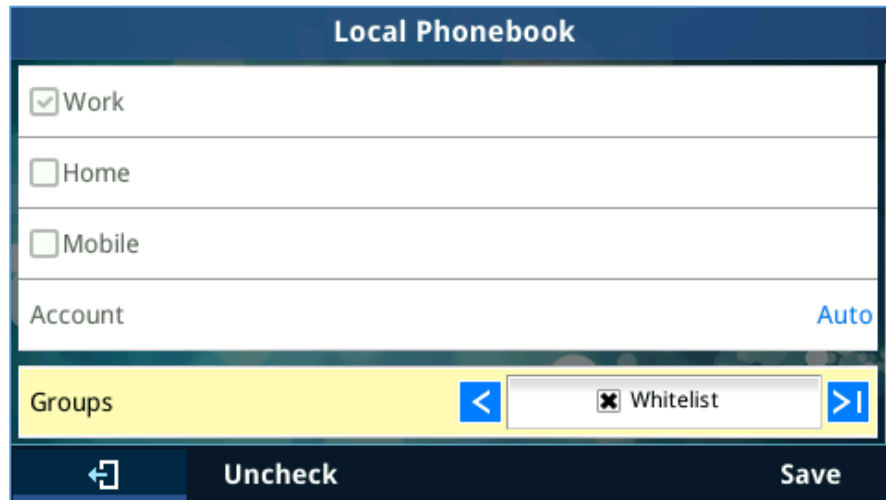 Local Phonebook
Work
Home
Mobile
Account Auto
Groups < Whitelist >|
Uncheck Save